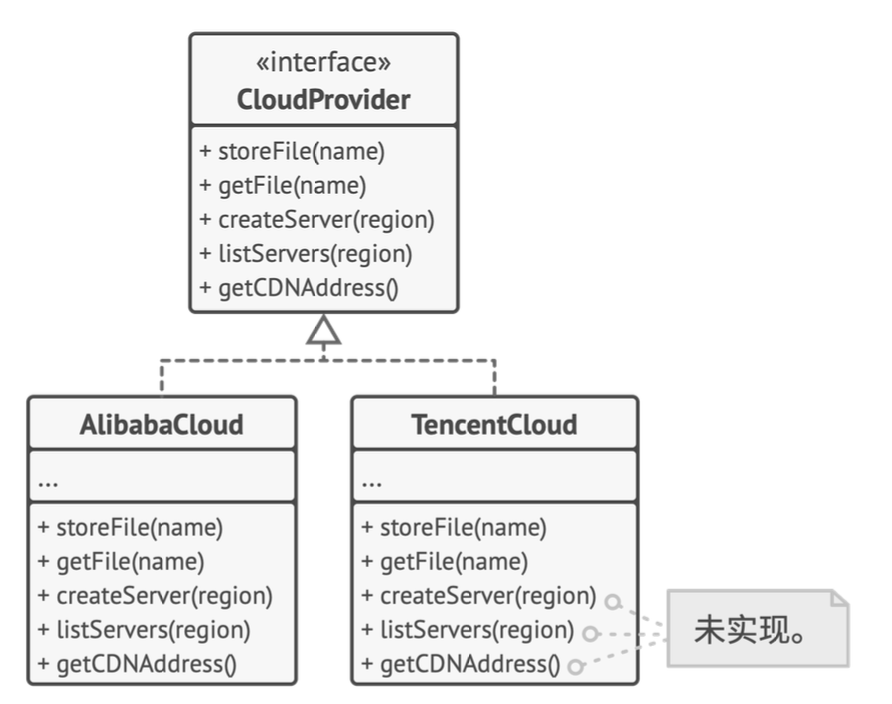 «interface»
CloudProvider
+ storeFile(name)
+ getFile(name)
+ createServer(region)
+ listServers(region)
+ getCDNAddress()
AlibabaCloud
...
+ storeFile(name)
+ getFile(name)
+ createServer(region)
+ listServers(region)
+ getCDNAddress()
TencentCloud
...
+ storeFile(name)
+ getFile(name)
+ createServer(region)
+ listServers(region)
+ getCDNAddress()
未实现。